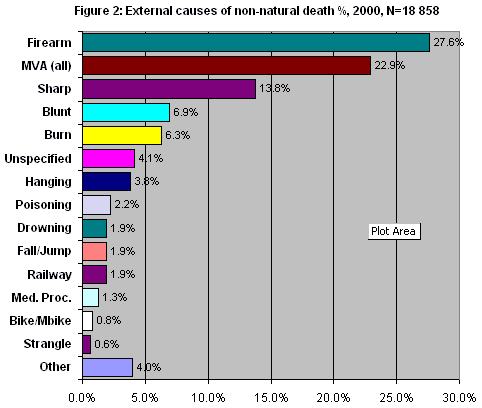 Figure 2: External causes of non-natural death %, 2000, N=18 858
Firearm 27.6%
MVA (all) 22.9%
Sharp 13.8%
Blunt 6.9%
Burn 6.3%
Unspecified 4.1%
Hanging 3.8%
Poisoning 2.2%
Drowning 1.9%
Plot Area
Fall/Jump 1.9%
Railway 1.9%
Med. Proc. 1.3%
Bike/Mbike 0.8%
Strangle 0.6%
Other 4.0%
0.0% 5.0% 10.0% 15.0% 20.0% 25.0% 30.0%